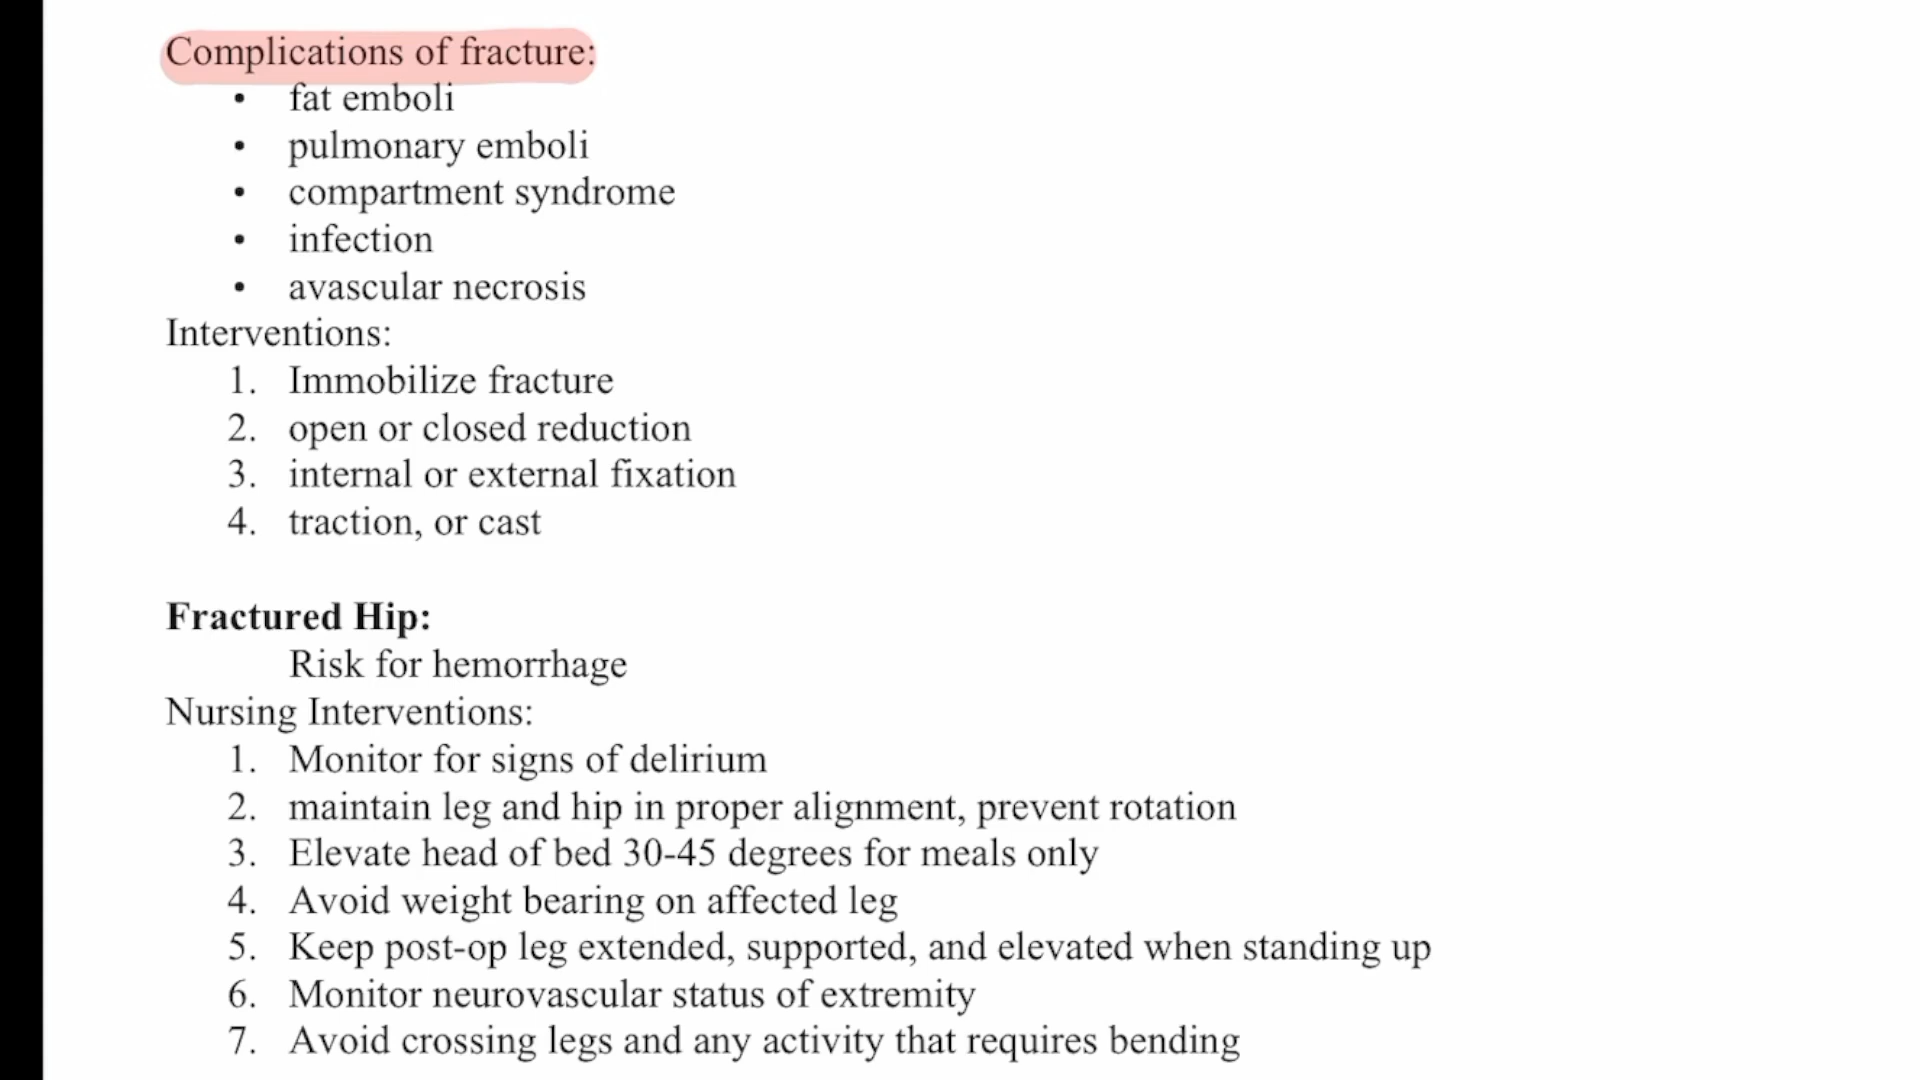 Complications of fracture:
• fat emboli
• pulmonary emboli
• compartment syndrome
• infection
• avascular necrosis
Interventions:
1. Immobilize fracture
2. open or closed reduction
3. internal or external fixation
4. traction, or cast
Fractured Hip:
Risk for hemorrhage
Nursing Interventions:
1. Monitor for signs of delirium
2. maintain leg and hip in proper alignment, prevent rotation
3. Elevate head of bed 30-45 degrees for meals only
4. Avoid weight bearing on affected leg
5. Keep post-op leg extended, supported, and elevated when standing up
6. Monitor neurovascular status of extremity
7. Avoid crossing legs and any activity that requires bending